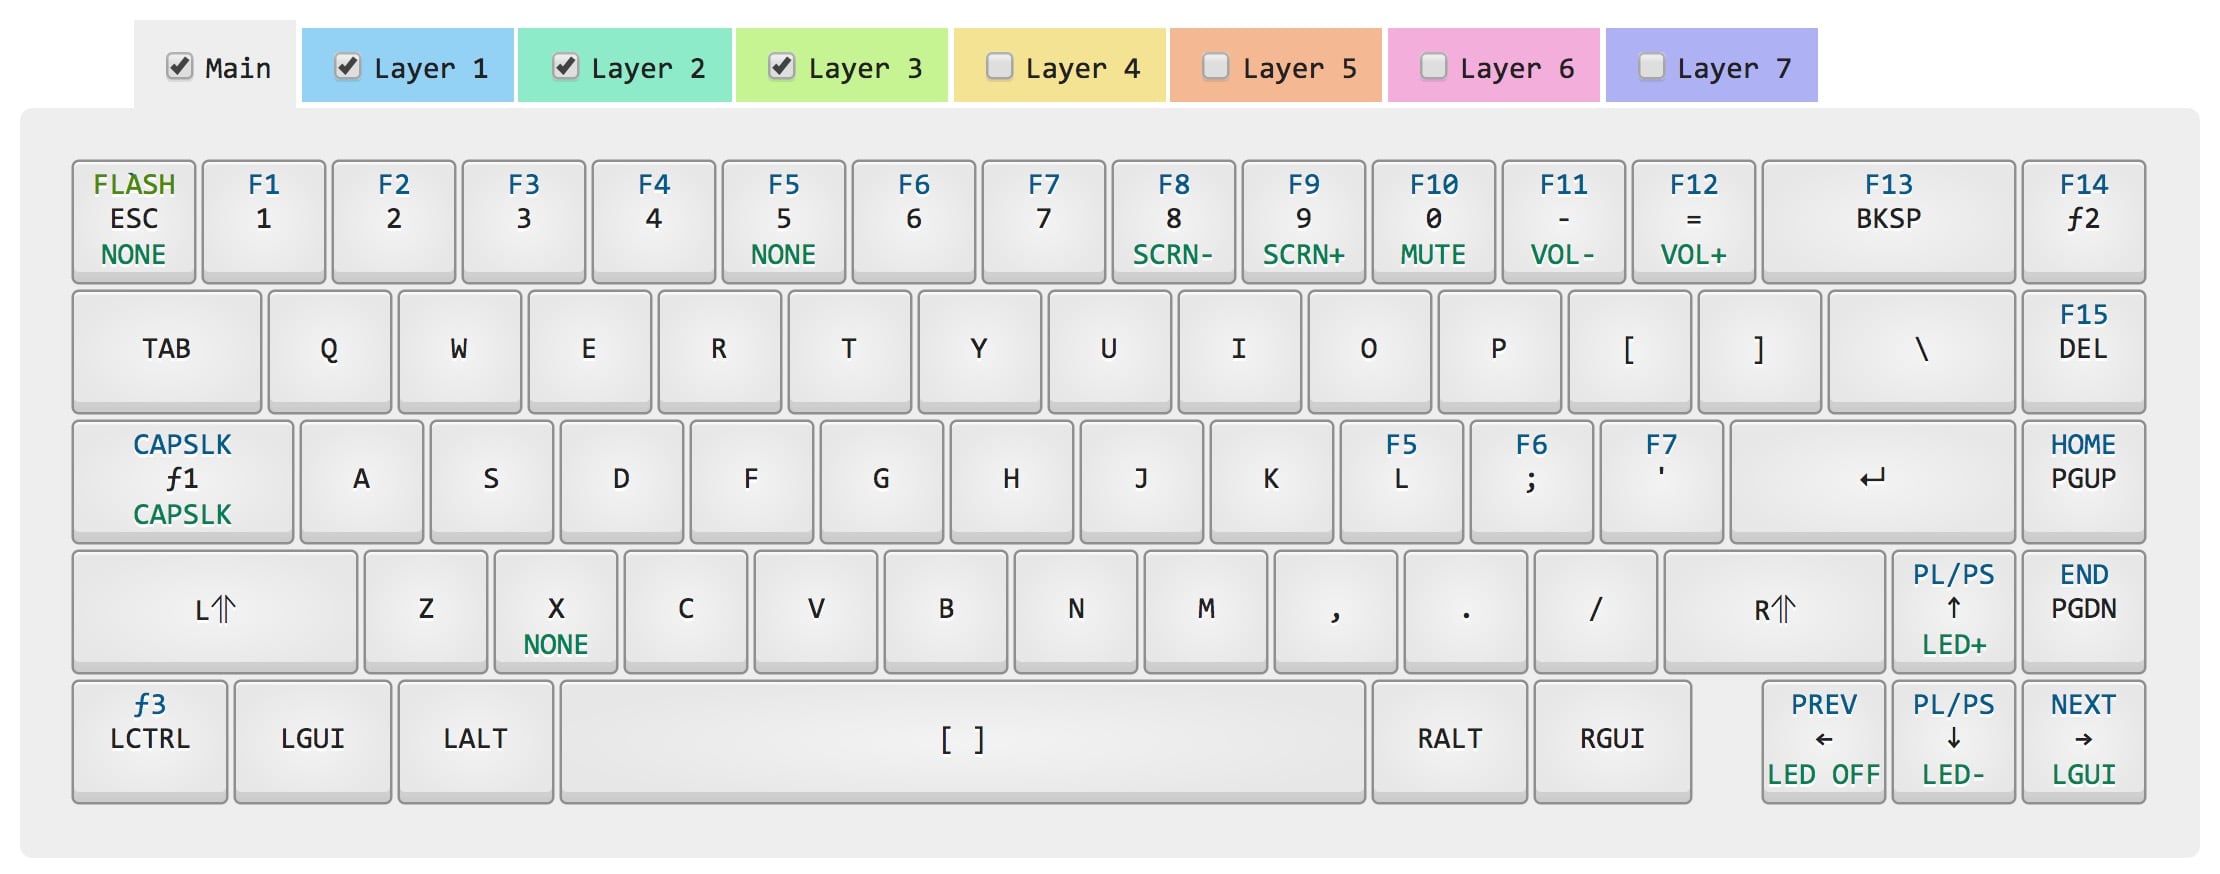 Main Layer 1 Layer 2 Layer 3 Layer 4 Layer 5 Layer 6 Layer 7
FLASH F1 F2 F3 F4 F5 F6 F7 F8 F9 F10 F11 F12 F13 F14
ESC 1 2 3 4 5 6 7 8 9 0 - = BKSP ƒ2
NONE NONE SCRN- SCRN+ MUTE VOL- VOL+
F15
TAB Q W E R T Y U I O P [ ] \ DEL
CAPSLK F5 F6 F7 HOME
ƒ1 A S D F G H J K L ; ' ↵ PGUP
CAPSLK
PL/PS END
L⥣ Z X C V B N M , . / R⥣ ↑ PGDN
NONE LED+
ƒ3 PREV PL/PS NEXT
LCTRL LGUI LALT [ ] RALT RGUI ← ↓ →
LED OFF LED- LGUI